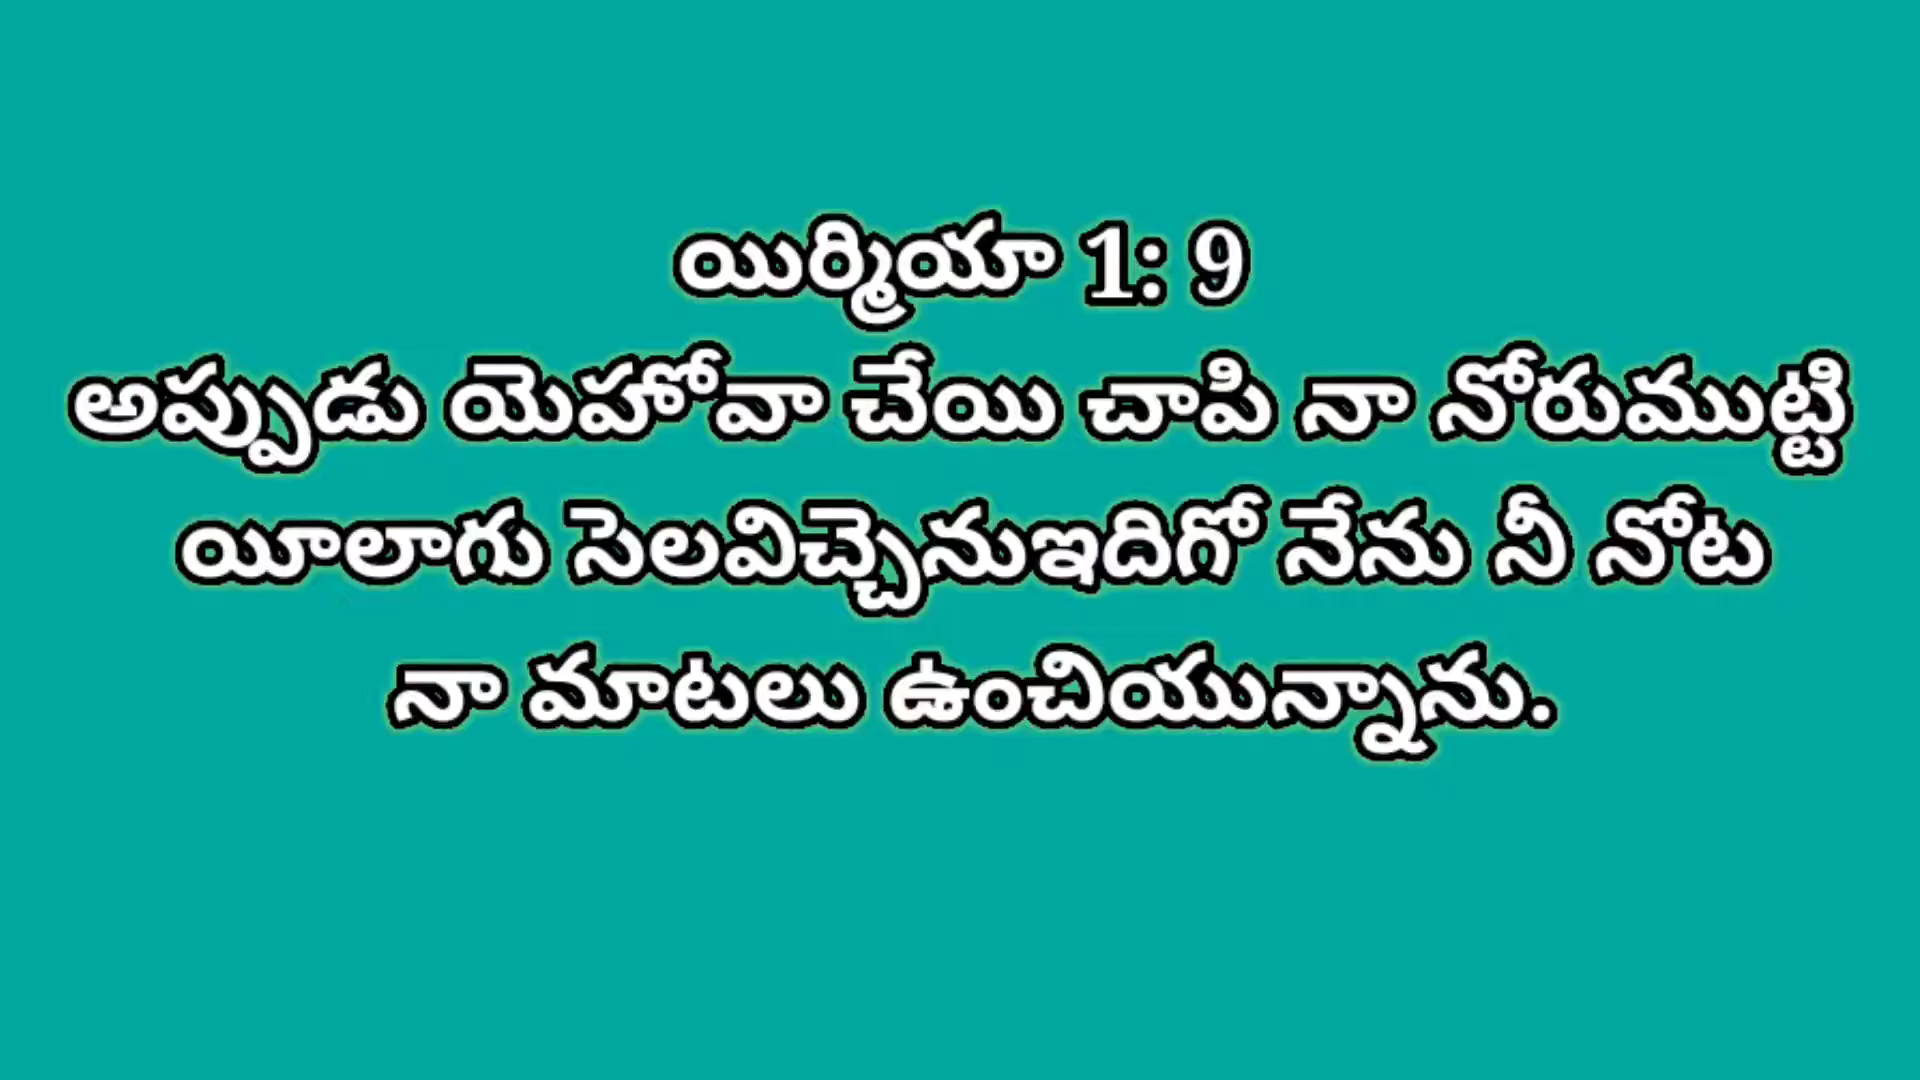 యిర్మియా 1: 9
అప్పుడు యెహోవా చేయి చాపి నా నోరుముట్టి
యీలాగు సెలవిచ్చెనుఇదిగో నేను నీ నోట
నా మాటలు ఉంచియున్నాను.